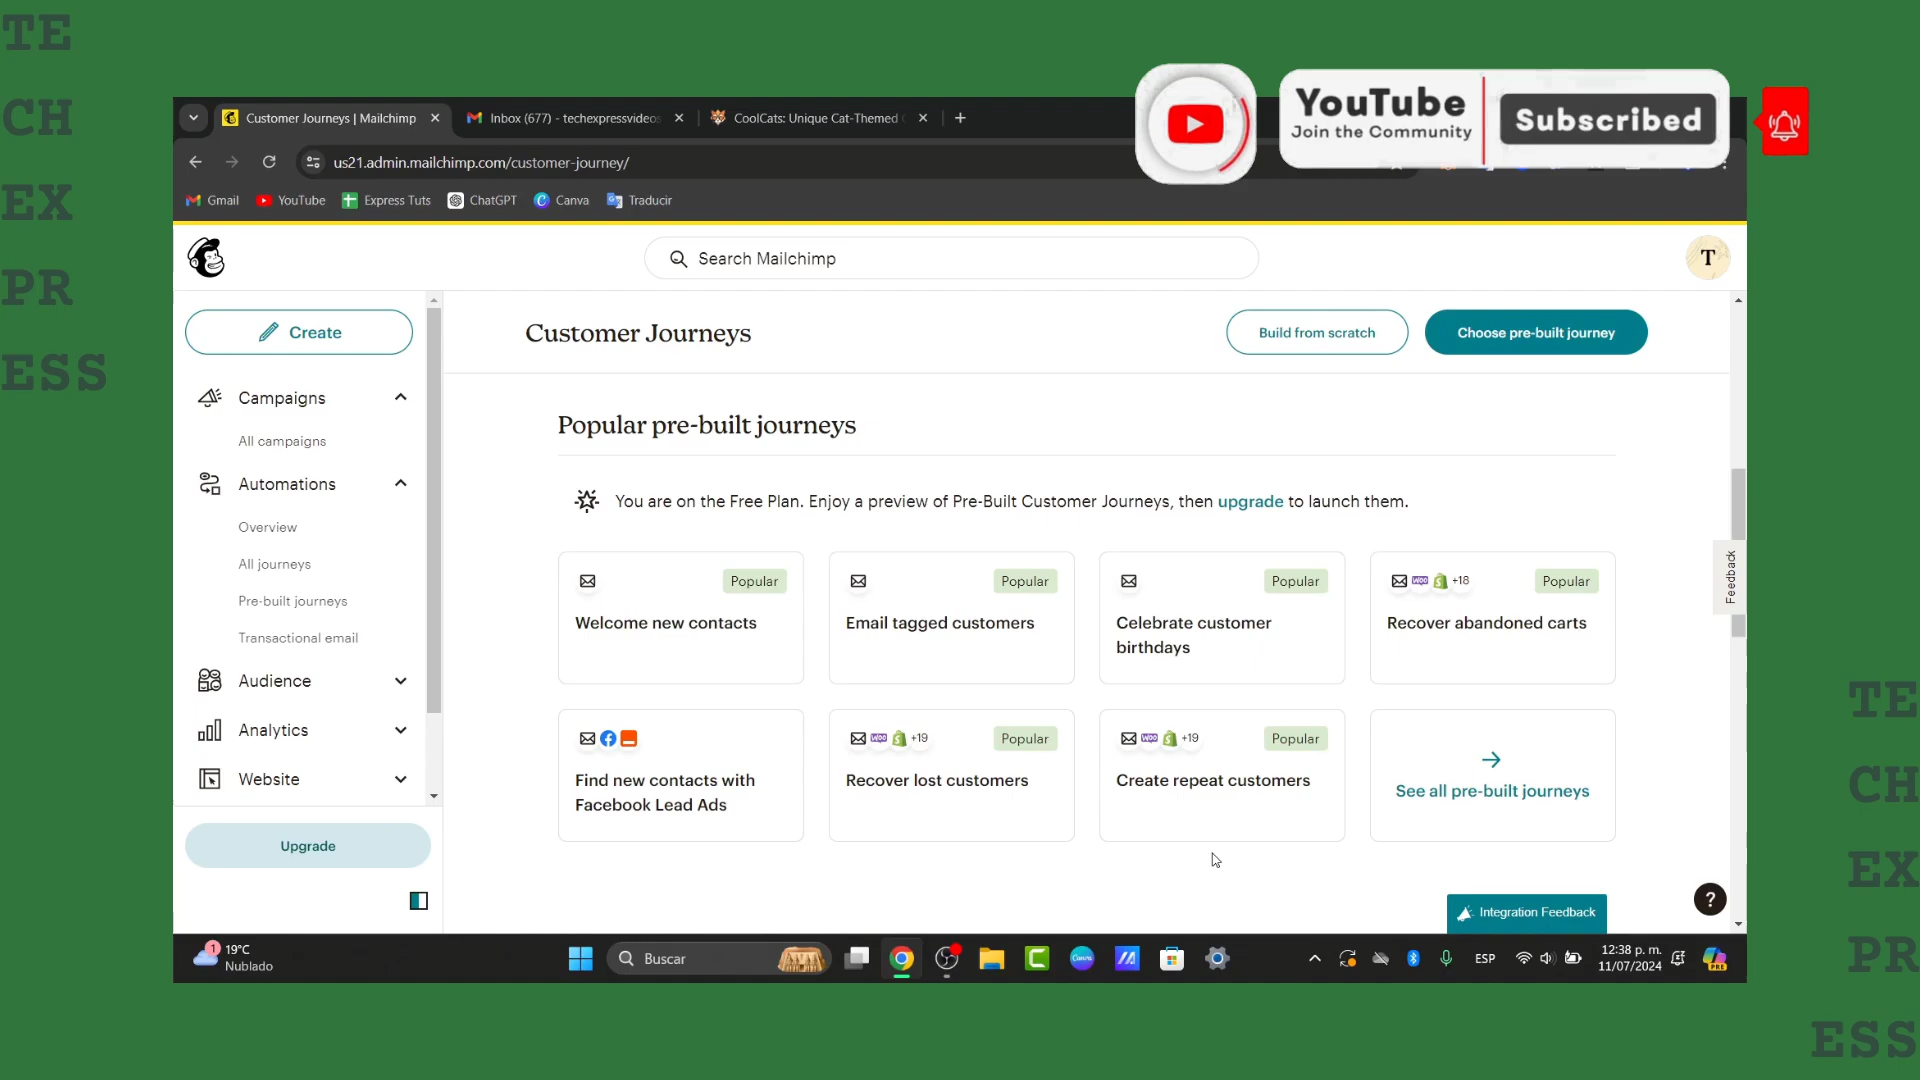 TE
CH
EX
PR
ESS
YouTube
Join the Community
Subscribed
Customer Journeys | Mailchimp
Inbox (677) - techexpressvideos
CoolCats: Unique Cat-Themed
us21.admin.mailchimp.com/customer-journey/
Gmail
YouTube
Express Tuts
ChatGPT
Canva
Traducir
Search Mailchimp
T
Create
Customer Journeys
Build from scratch
Choose pre-built journey
Campaigns
All campaigns
Automations
Overview
All journeys
Pre-built journeys
Transactional email
Audience
Analytics
Website
Upgrade
Popular pre-built journeys
You are on the Free Plan. Enjoy a preview of Pre-Built Customer Journeys, then upgrade to launch them.
Popular
Welcome new contacts
Popular
Email tagged customers
Popular
Celebrate customer
birthdays
woo
+18
Popular
Recover abandoned carts
Find new contacts with
Facebook Lead Ads
woo
+19
Popular
Recover lost customers
woo
+19
Popular
Create repeat customers
See all pre-built journeys
Feedback
Integration Feedback
?
1
19°C
Nublado
Buscar
Canva
ESP
12:38 p. m.
11/07/2024
PRE
TE
CH
EX
PR
ESS